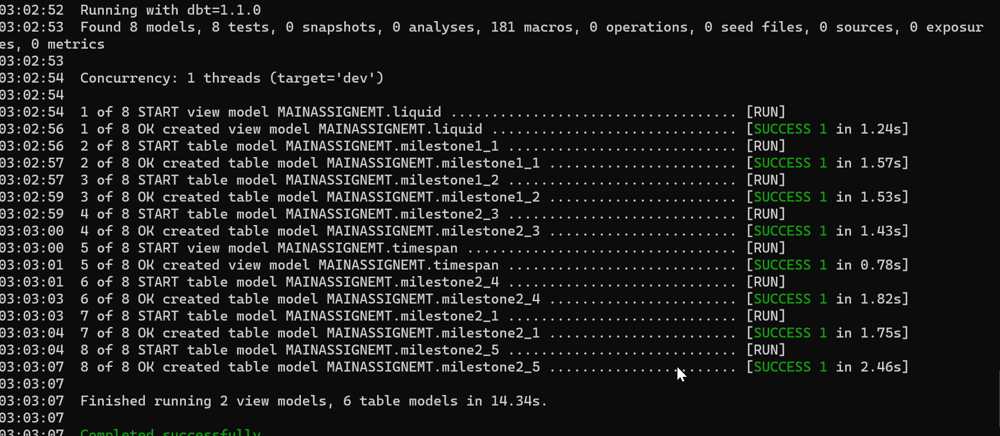 03:02:52  Running with dbt=1.1.0
03:02:53  Found 8 models, 8 tests, 0 snapshots, 0 analyses, 181 macros, 0 operations, 0 seed files, 0 sources, 0 exposur
es, 0 metrics
03:02:53
03:02:54  Concurrency: 1 threads (target='dev')
03:02:54
03:02:54  1 of 8 START view model MAINASSIGNEMT.liquid ................................... [RUN]
03:02:56  1 of 8 OK created view model MAINASSIGNEMT.liquid .............................. [SUCCESS 1 in 1.24s]
03:02:56  2 of 8 START table model MAINASSIGNEMT.milestone1_1 ............................ [RUN]
03:02:57  2 of 8 OK created table model MAINASSIGNEMT.milestone1_1 ....................... [SUCCESS 1 in 1.57s]
03:02:57  3 of 8 START table model MAINASSIGNEMT.milestone1_2 ............................ [RUN]
03:02:59  3 of 8 OK created table model MAINASSIGNEMT.milestone1_2 ....................... [SUCCESS 1 in 1.53s]
03:02:59  4 of 8 START table model MAINASSIGNEMT.milestone2_3 ............................ [RUN]
03:03:00  4 of 8 OK created table model MAINASSIGNEMT.milestone2_3 ....................... [SUCCESS 1 in 1.43s]
03:03:00  5 of 8 START view model MAINASSIGNEMT.timespan ................................. [RUN]
03:03:01  5 of 8 OK created view model MAINASSIGNEMT.timespan ............................ [SUCCESS 1 in 0.78s]
03:03:01  6 of 8 START table model MAINASSIGNEMT.milestone2_4 ............................ [RUN]
03:03:03  6 of 8 OK created table model MAINASSIGNEMT.milestone2_4 ....................... [SUCCESS 1 in 1.82s]
03:03:03  7 of 8 START table model MAINASSIGNEMT.milestone2_1 ............................ [RUN]
03:03:04  7 of 8 OK created table model MAINASSIGNEMT.milestone2_1 ....................... [SUCCESS 1 in 1.75s]
03:03:04  8 of 8 START table model MAINASSIGNEMT.milestone2_5 ............................ [RUN]
03:03:07  8 of 8 OK created table model MAINASSIGNEMT.milestone2_5 ....................... [SUCCESS 1 in 2.46s]
03:03:07
03:03:07  Finished running 2 view models, 6 table models in 14.34s.
03:03:07
03:03:07  Completed successfully